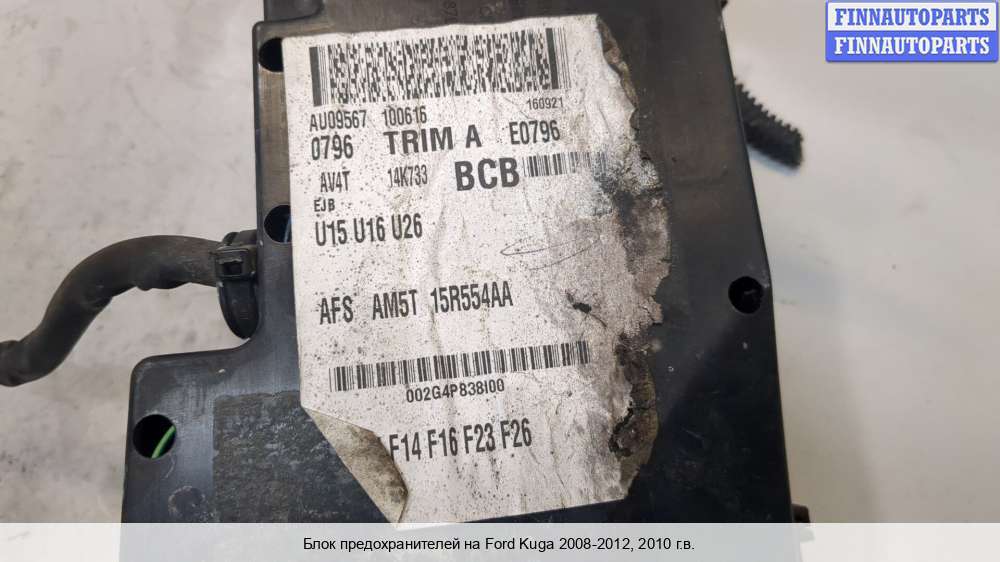 FINNAUTOPARTS
FINNAUTOPARTS
AU09567 100616 160921
0796 TRIM A E0796
AV4T 14K733 BCB
EJB
U15 U16 U26
AFS AM5T 15R554AA
002G4P838I00
F14 F16 F23 F26
Блок предохранителей на Ford Kuga 2008-2012, 2010 г.в.